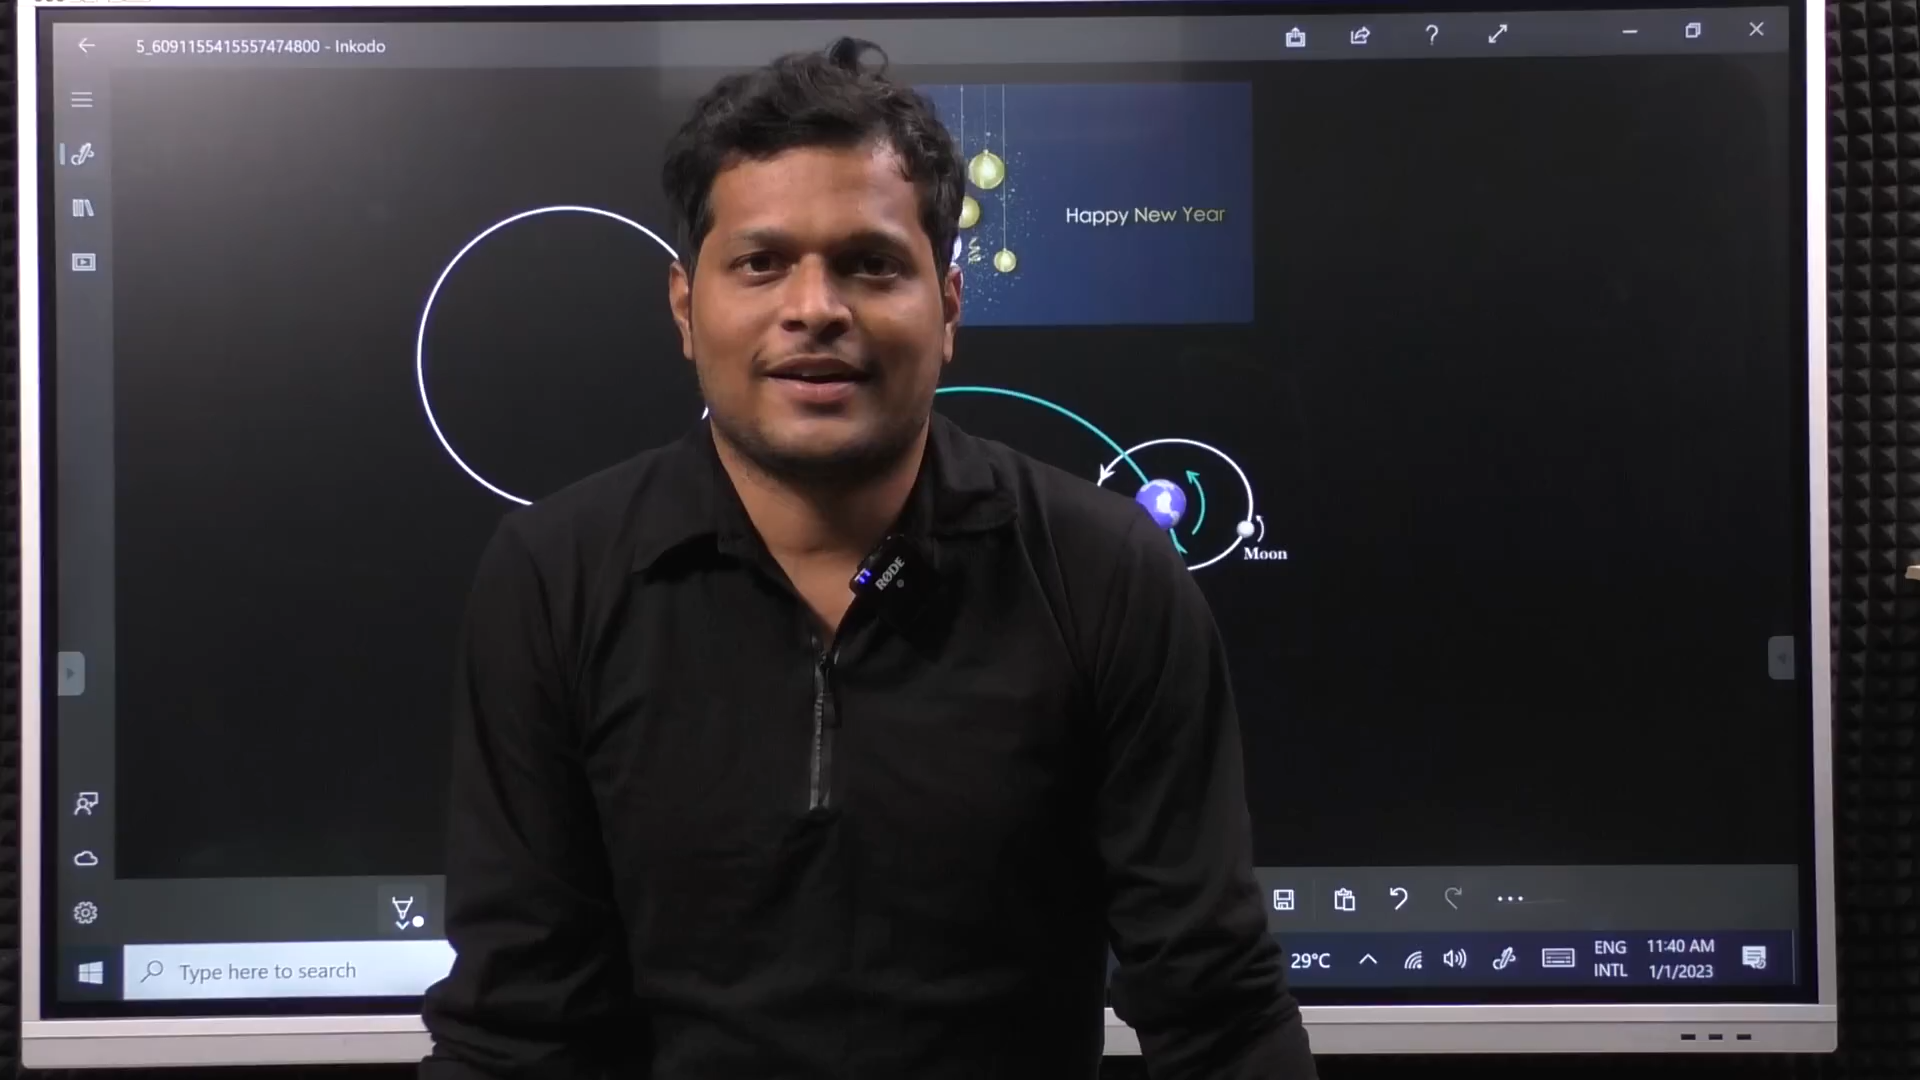 5_6091155415557474800 - Inkodo
Happy New Year
Moon
RØDE
Type here to search
29°C
ENG
INTL
11:40 AM
1/1/2023